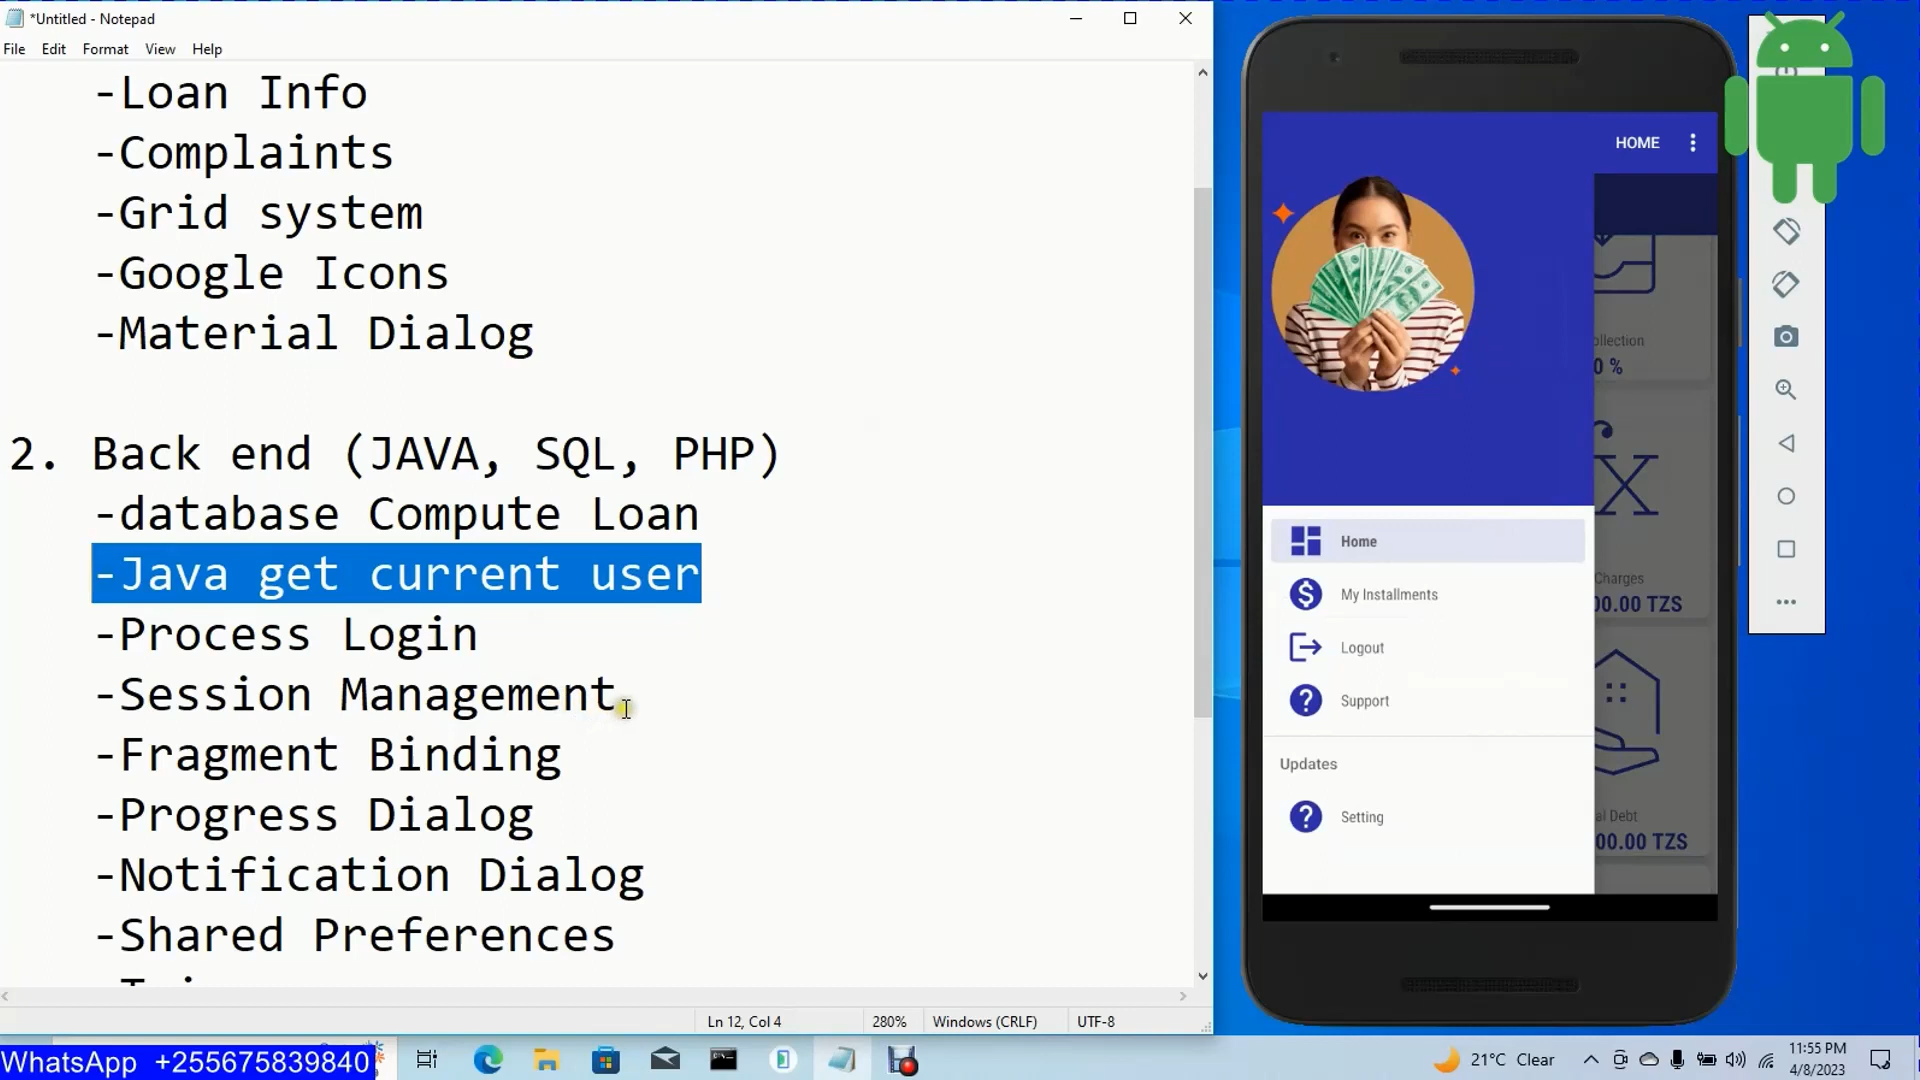 *Untitled - Notepad
File Edit Format View Help
-Loan Info
-Complaints
-Grid system
-Google Icons
-Material Dialog
2. Back end (JAVA, SQL, PHP)
-database Compute Loan
-Java get current user
-Process Login
-Session Management
-Fragment Binding
-Progress Dialog
-Notification Dialog
-Shared Preferences
Ln 12, Col 4
280%
Windows (CRLF)
UTF-8
HOME
ollection
0 %
Charges
00.00 TZS
al Debt
00.00 TZS
Home
My Installments
Logout
Support
Updates
Setting
WhatsApp +255675839840
21°C Clear
11:55 PM
4/8/2023